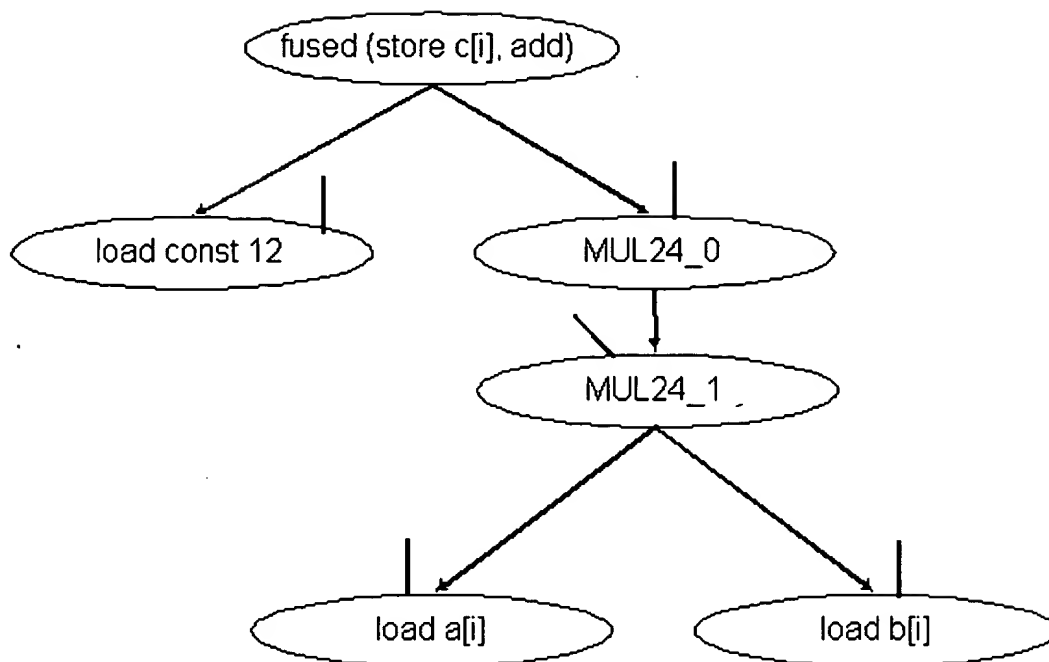 fused (store c[i], add)
load const 12
MUL24_0
MUL24_1
load a[i]
load b[i]